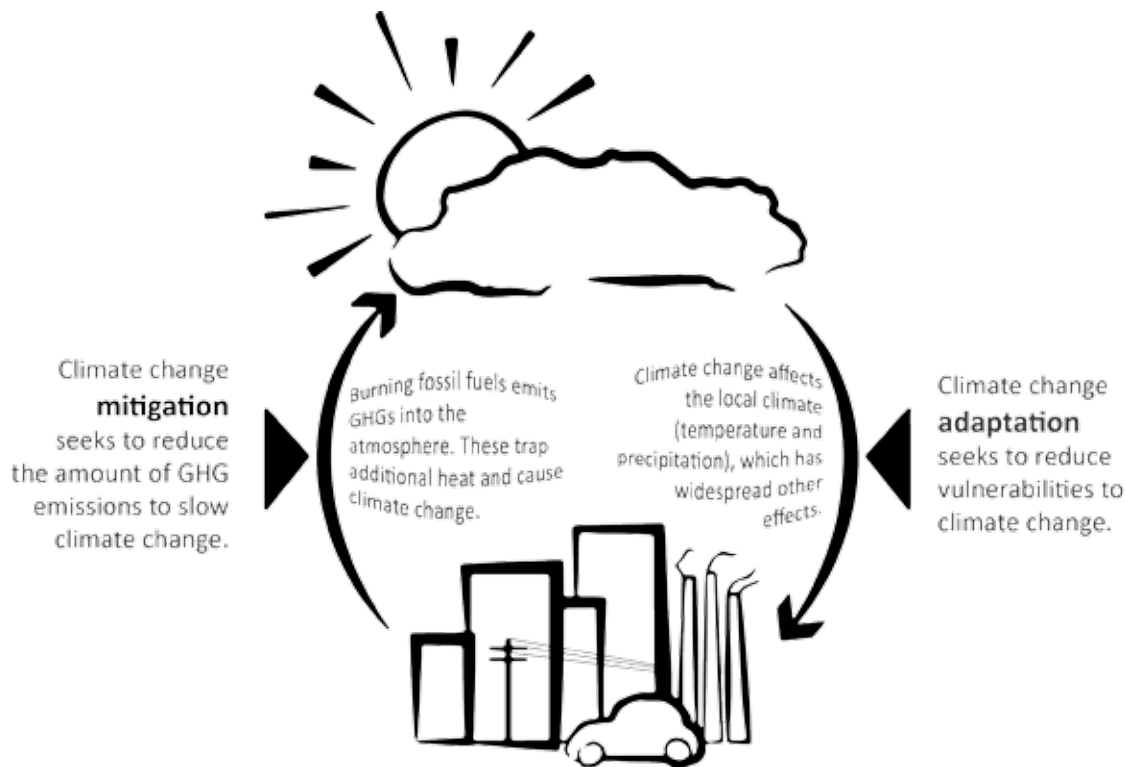 Climate change
mitigation
seeks to reduce
the amount of GHG
emissions to slow
climate change.
Burning fossil fuels emits
GHGs into the
atmosphere. These trap
additional heat and cause
climate change.
Climate change affects
the local climate
(temperature and
precipitation), which has
widespread other
effects.
Climate change
adaptation
seeks to reduce
vulnerabilities to
climate change.